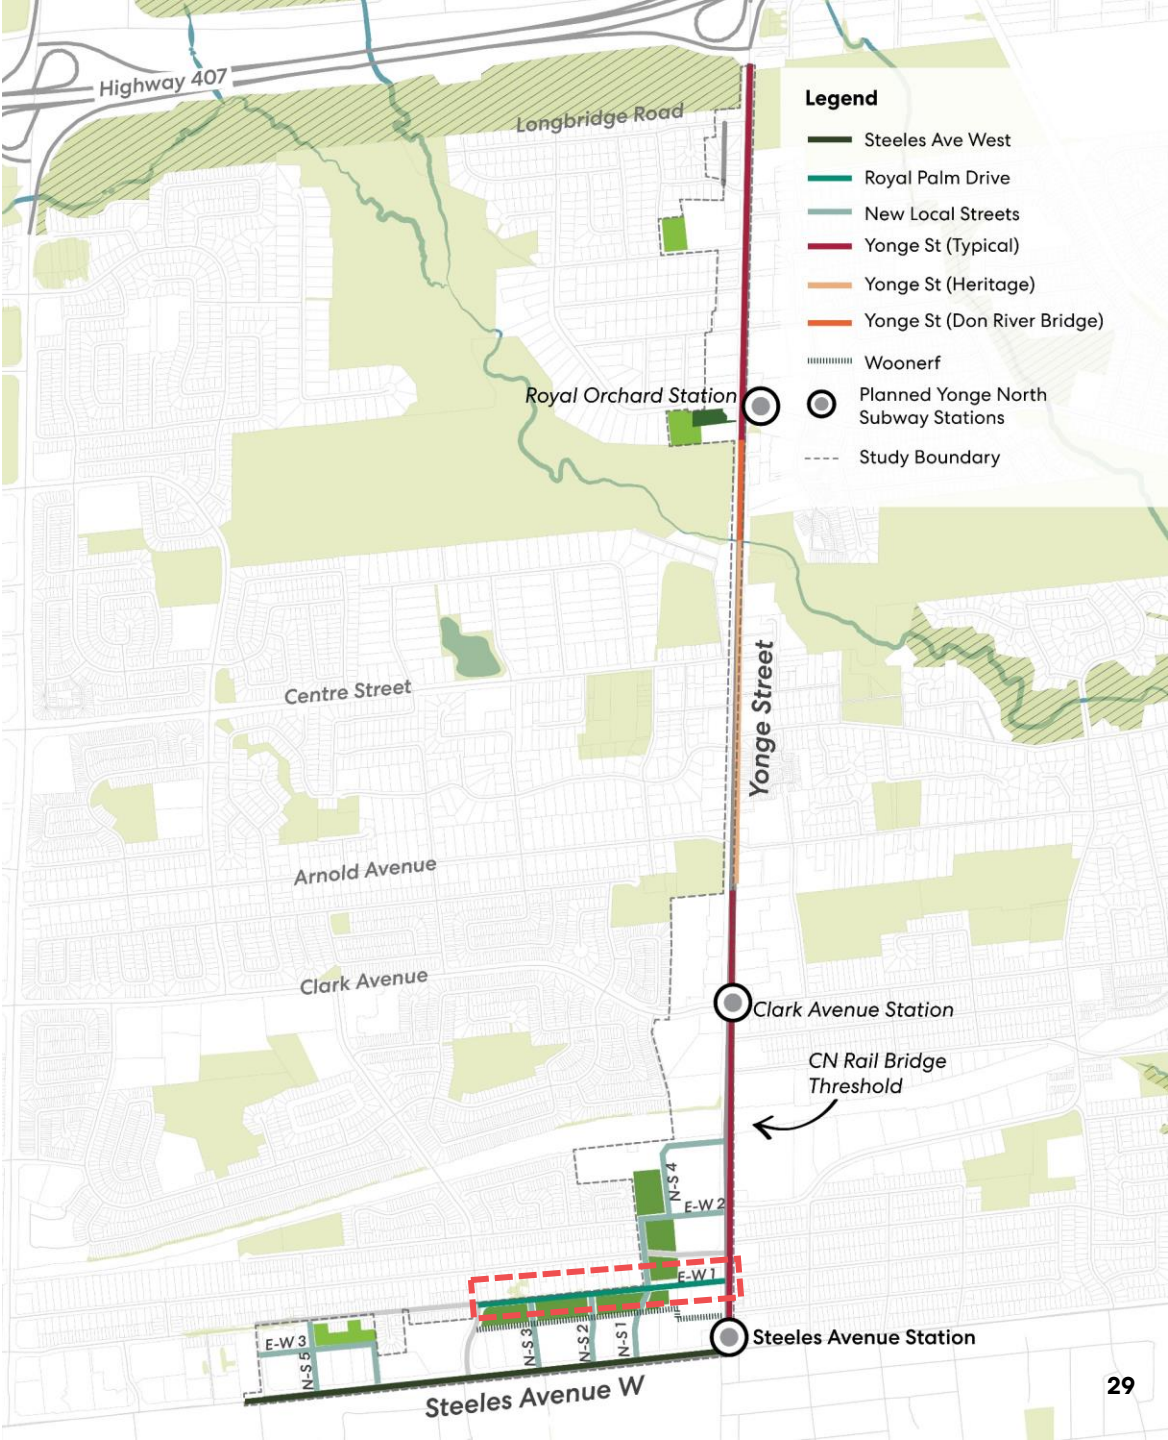 Highway 407
Longbridge Road
Legend
Steeles Ave West
Royal Palm Drive
New Local Streets
Yonge St (Typical)
Yonge St (Heritage)
Yonge St (Don River Bridge)
Woonerf
Planned Yonge North
Subway Stations
Study Boundary
Royal Orchard Station
Yonge Street
Centre Street
Arnold Avenue
Clark Avenue
Clark Avenue Station
CN Rail Bridge
Threshold
N-S 4
E-W 2
E-W 1
E-W 3
N-S 5
N-S 3
N-S 2
N-S 1
Steeles Avenue Station
Steeles Avenue W
29